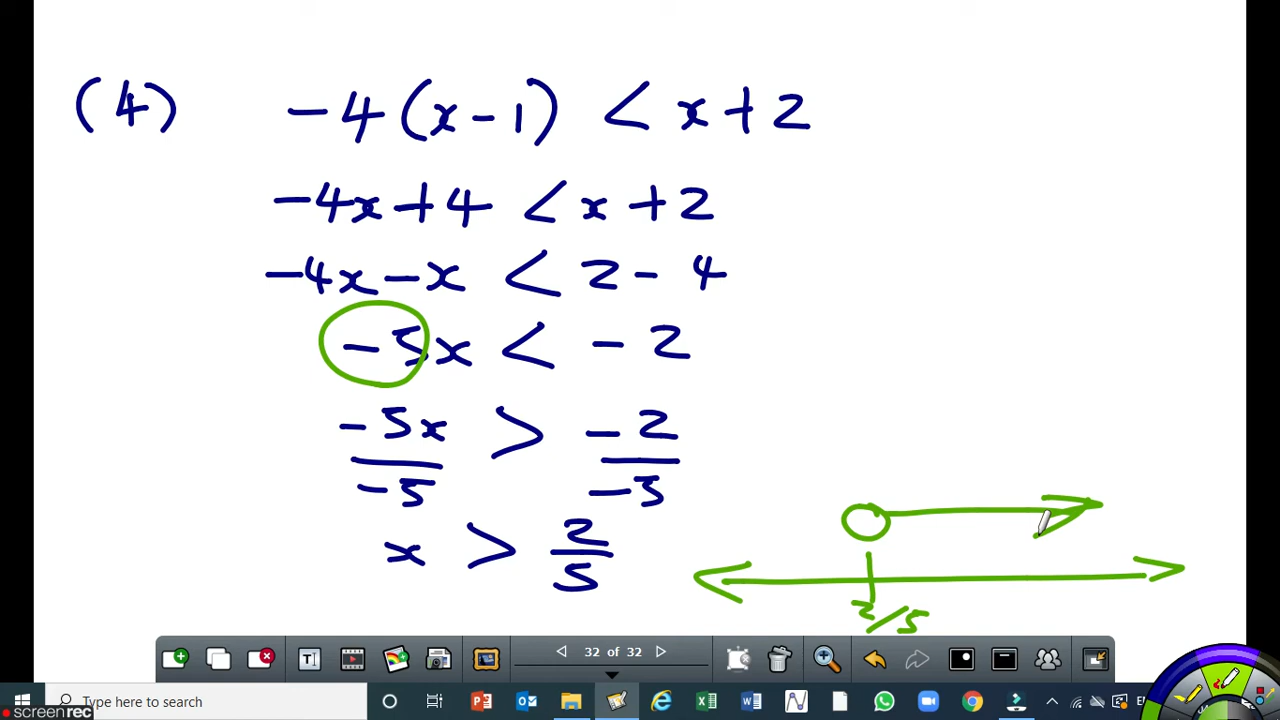 (4) -4(x-1) < x+2
-4x+4 < x+2
-4x-x < 2-4
-5x < -2
-5x/-5 > -2/-5
x > 2/5
2/5
T
32 of 32
Type here to search
screenrec